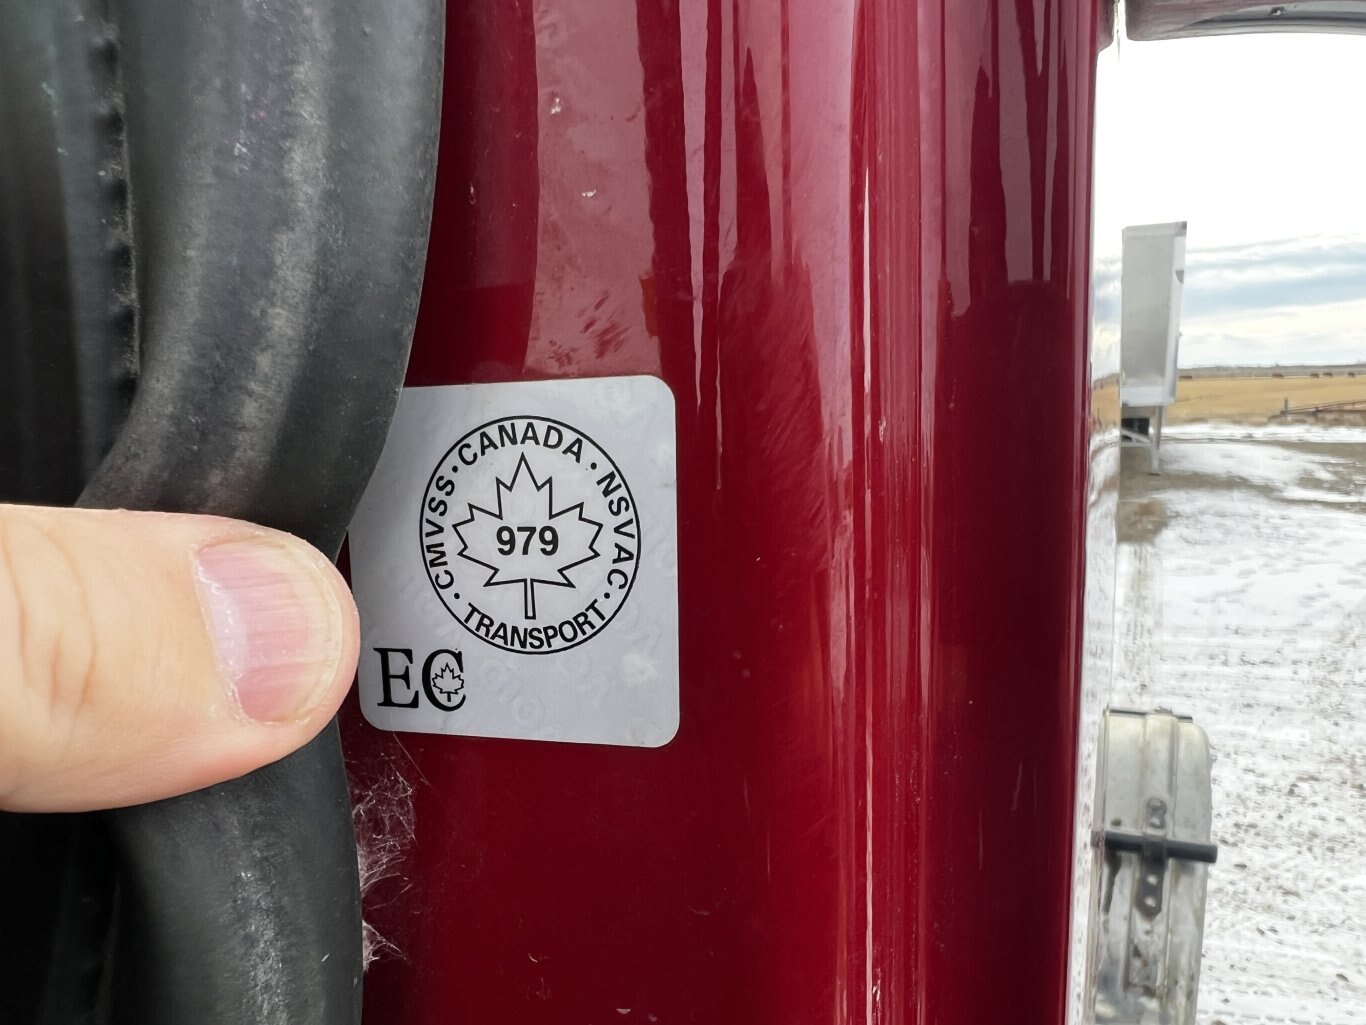 · CMVSS · CANADA · NSVAC ·
979
TRANSPORT
EC